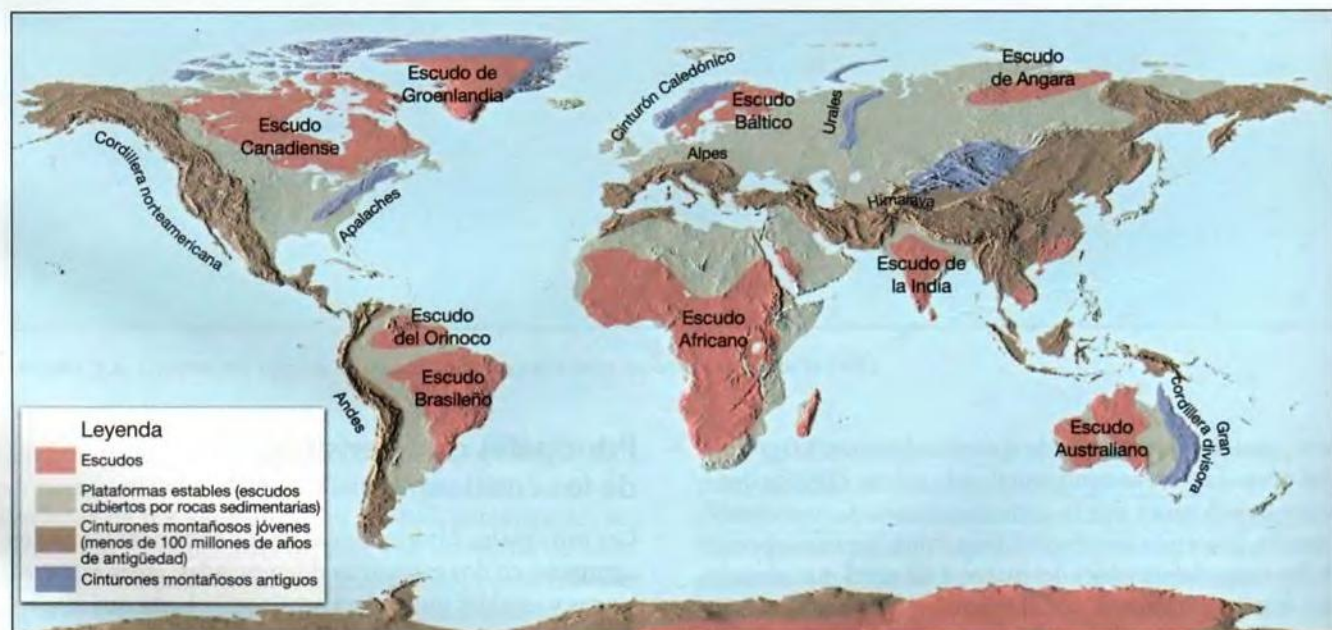 Escudo de
Groenlandia
Escudo
Canadiense
Cordillera norteamericana
Apalaches
Cinturón Caledónico
Escudo
Báltico
Urales
Escudo
de Angara
Alpes
Himalaya
Escudo de
la India
Escudo
del Orinoco
Escudo
Brasileño
Andes
Escudo
Africano
Escudo
Australiano
Gran
cordillera divisora
Leyenda
Escudos
Plataformas estables (escudos
cubiertos por rocas sedimentarias)
Cinturones montañosos jóvenes
(menos de 100 millones de años
de antigüedad)
Cinturones montañosos antiguos